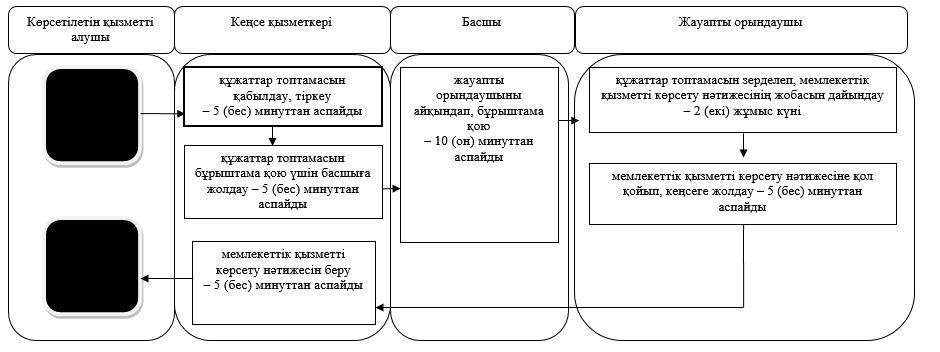 Көрсетілетін қызметті
алушы
Кеңсе қызметкері
Басшы
Жауапты орындаушы
құжаттар топтамасын
қабылдау, тіркеу
– 5 (бес) минуттан аспайды
құжаттар топтамасын
бұрыштама қою үшін басшыға
жолдау – 5 (бес) минуттан
аспайды
мемлекеттік қызметті
көрсету нәтижесін беру
– 5 (бес) минуттан аспайды
жауапты
орындаушыны
айқындап, бұрыштама
қою
– 10 (он) минуттан
аспайды
құжаттар топтамасын зерделеп, мемлекеттік
қызметті көрсету нәтижесінің жобасын дайындау
– 2 (екі) жұмыс күні
мемлекеттік қызметті көрсету нәтижесіне қол
қойып, кеңсеге жолдау – 5 (бес) минуттан
аспайды